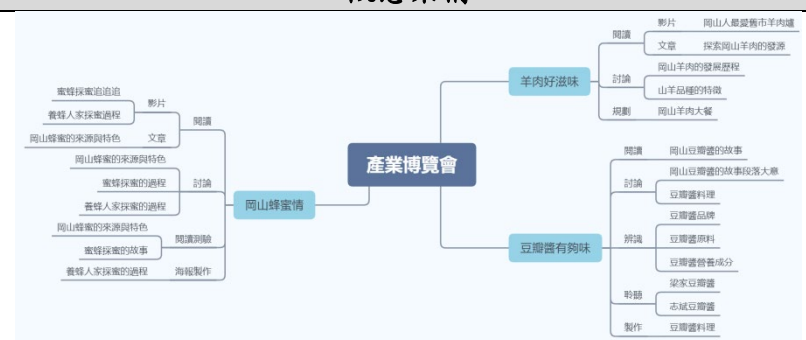 產業博覽會
羊肉好滋味
閱讀
影片
岡山人最愛舊市羊肉爐
文章
探索岡山羊肉的發源
討論
岡山羊肉的發展歷程
山羊品種的特徵
規劃
岡山羊肉大餐
豆瓣醬有夠味
閱讀
岡山豆瓣醬的故事
討論
岡山豆瓣醬的故事段落大意
豆瓣醬料理
辨識
豆瓣醬品牌
豆瓣醬原料
豆瓣醬營養成分
聆聽
梁家豆瓣醬
志斌豆瓣醬
製作
豆瓣醬料理
岡山蜂蜜情
閱讀
影片
蜜蜂採蜜追追追
養蜂人家採蜜過程
文章
岡山蜂蜜的來源與特色
討論
岡山蜂蜜的來源與特色
蜜蜂採蜜的過程
養蜂人家採蜜的過程
閱讀測驗
岡山蜂蜜的來源與特色
蜜蜂採蜜的故事
海報製作
養蜂人家採蜜的過程